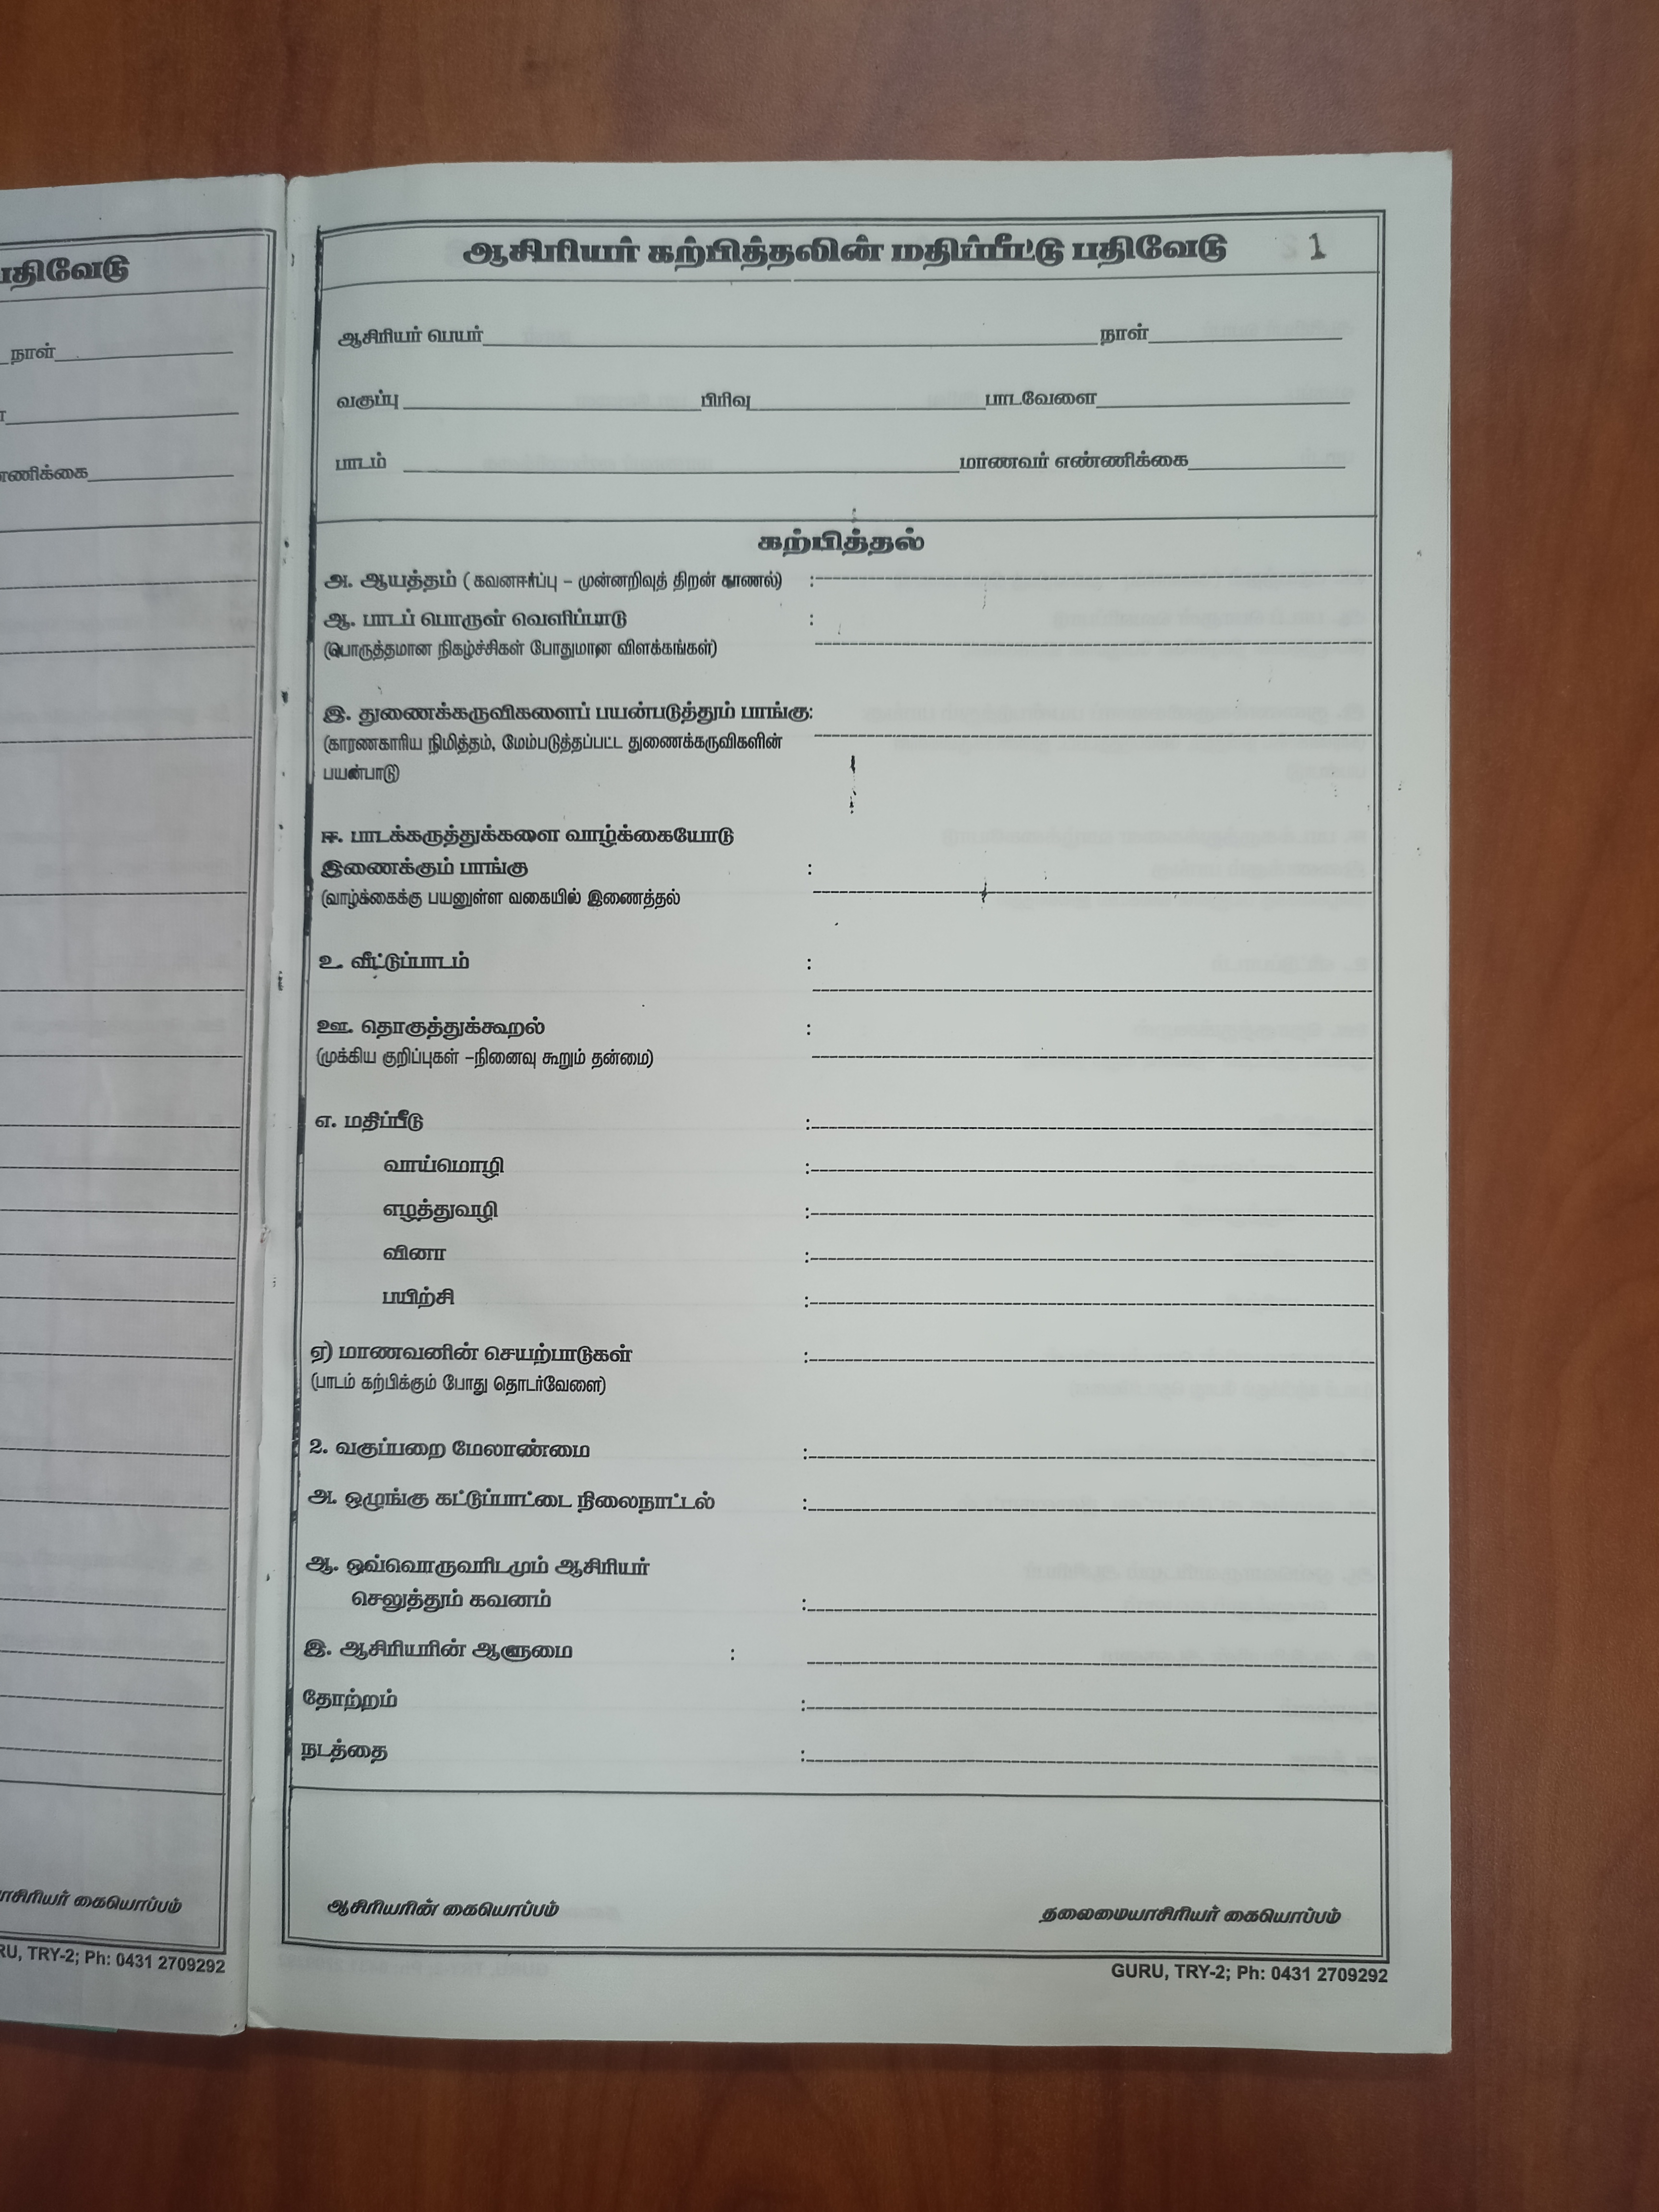 பதிவேடு
நாள்
ணிக்கை
கையொப்பம்
TRY-2; Ph: 0431 2709292
ஆசிரியர் கற்பித்தலின் மதிப்பீட்டு பதிவேடு 1
ஆசிரியர் பெயர் நாள்
வகுப்பு பிரிவு பாடவேளை
பாடம் மாணவர் எண்ணிக்கை
கற்பித்தல்
அ. ஆயத்தம் ( கவனஈர்ப்பு – முன்னறிவுத் திறன் காணல்) :
ஆ. பாடப் பொருள் வெளிப்பாடு :
(பொருத்தமான நிகழ்ச்சிகள் போதுமான விளக்கங்கள்)
இ. துணைக்கருவிகளைப் பயன்படுத்தும் பாங்கு:
(காரணகாரிய நிமித்தம், மேம்படுத்தப்பட்ட துணைக்கருவிகளின்
பயன்பாடு)
ஈ. பாடக்கருத்துக்களை வாழ்க்கையோடு
இணைக்கும் பாங்கு :
(வாழ்க்கைக்கு பயனுள்ள வகையில் இணைத்தல்
உ. வீட்டுப்பாடம் :
ஊ. தொகுத்துக்கூறல் :
(முக்கிய குறிப்புகள் –நினைவு கூறும் தன்மை)
எ. மதிப்பீடு :
வாய்மொழி :
எழத்துவழி :
வினா :
பயிற்சி :
ஏ) மாணவனின் செயற்பாடுகள் :
(பாடம் கற்பிக்கும் போது தொடர்வேளை)
2. வகுப்பறை மேலாண்மை :
அ. ஒழுங்கு கட்டுப்பாட்டை நிலைநாட்டல் :
ஆ. ஒவ்வொருவரிடமும் ஆசிரியர்
செலுத்தும் கவனம் :
இ. ஆசிரியரின் ஆளுமை :
தோற்றம் :
நடத்தை :
ஆசிரியரின் கையொப்பம் தலைமையாசிரியர் கையொப்பம்
GURU, TRY-2; Ph: 0431 2709292